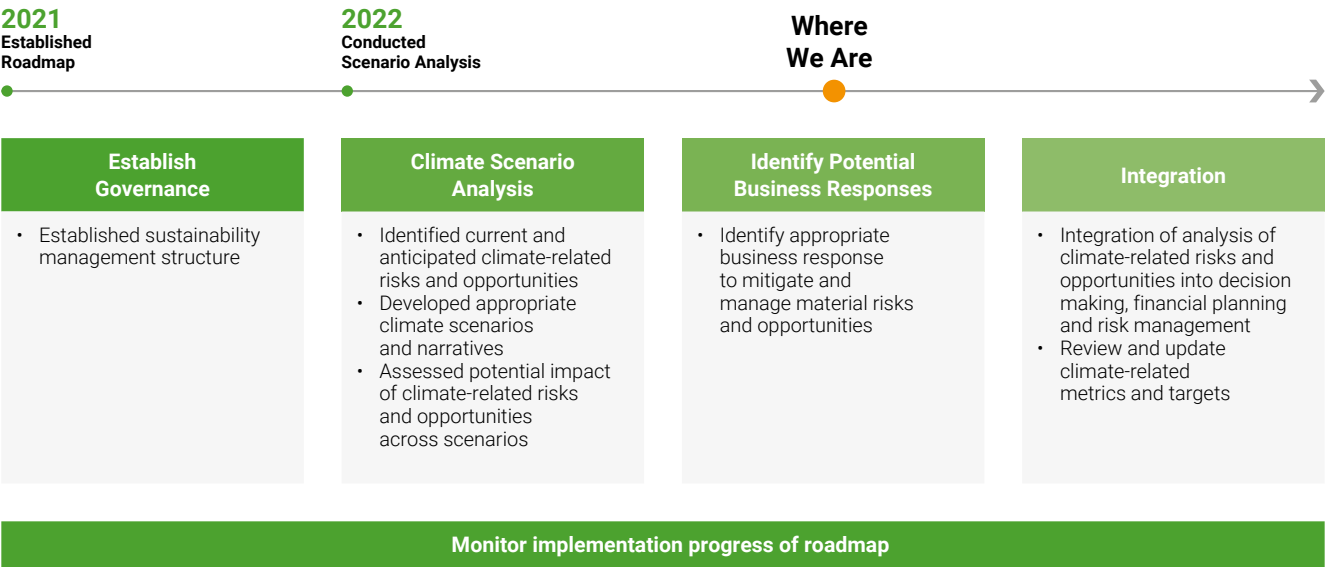 2021
Established
Roadmap
2022
Conducted
Scenario Analysis
Where
We Are
Establish
Governance
• Established sustainability
management structure
Climate Scenario
Analysis
• Identified current and
anticipated climate-related
risks and opportunities
• Developed appropriate
climate scenarios
and narratives
• Assessed potential impact
of climate-related risks
and opportunities
across scenarios
Identify Potential
Business Responses
• Identify appropriate
business response
to mitigate and
manage material risks
and opportunities
Integration
• Integration of analysis of
climate-related risks and
opportunities into decision
making, financial planning
and risk management
• Review and update
climate-related
metrics and targets
Monitor implementation progress of roadmap